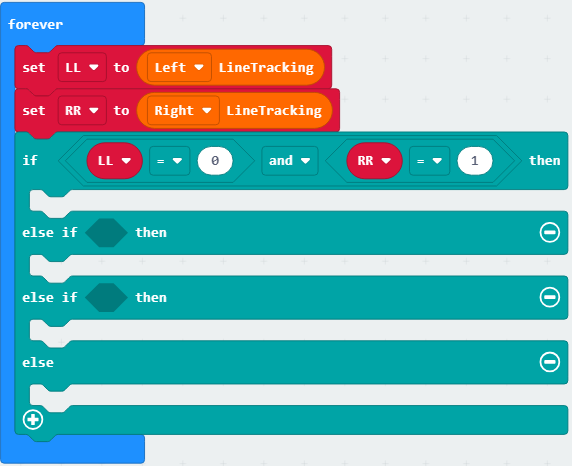 forever
set LL to Left LineTracking
set RR to Right LineTracking
if LL = 0 and RR = 1 then
else if then
else if then
else